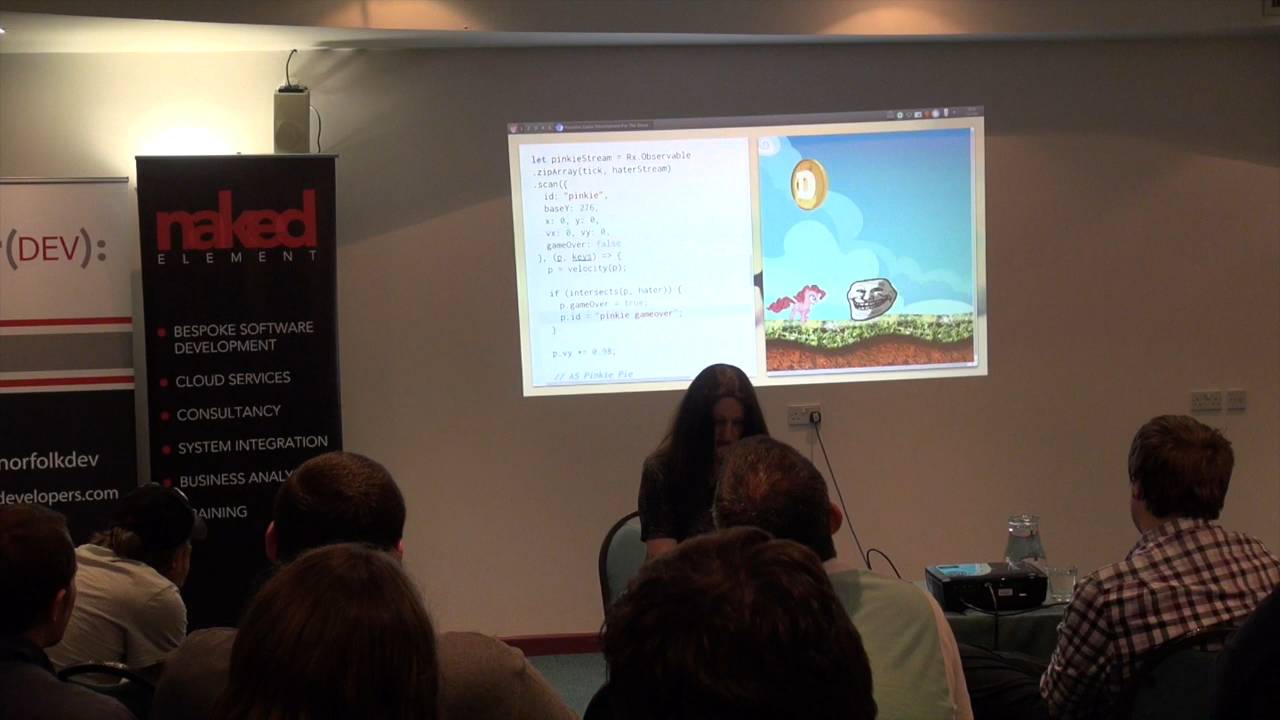 (DEV):
norfolkdev
developers.com
naked
ELEMENT
BESPOKE SOFTWARE
DEVELOPMENT
CLOUD SERVICES
CONSULTANCY
SYSTEM INTEGRATION
BUSINESS ANALY
AINING
let pinkieStream = Rx.Observable
.zipArray(tick, haterStream)
.scan({
id: "pinkie",
baseY: 276,
x: 0, y: 0,
vx: 0, vy: 0,
gameOver: false
}, (p, keys) => {
p = velocity(p);
if (intersects(p, hater)) {
p.gameOver = true;
p.id = "pinkie gameover";
}
p.vy *= 0.98;
// AS Pinkie Pie